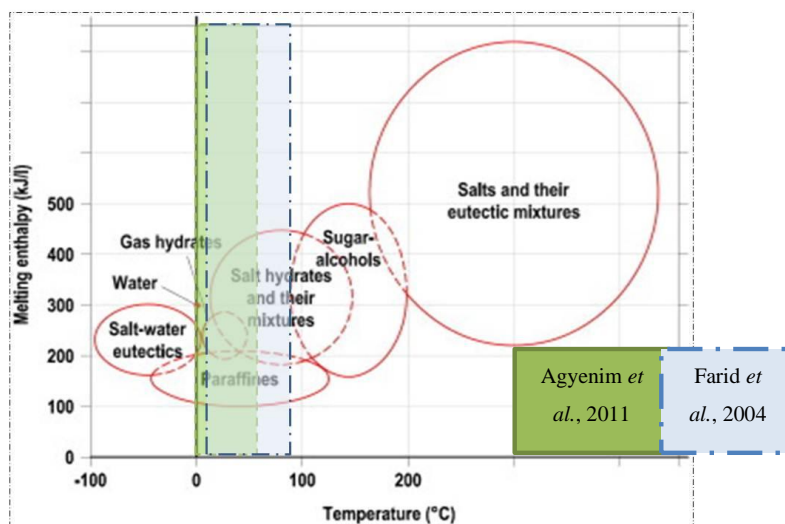 Melting enthalpy (kJ/l)
500
400
300
200
100
0
-100
0
100
200
Temperature (°C)
Gas hydrates
Water
Salt-water
eutectics
Salt hydrates
and their
mixtures
Paraffines
Sugar-
alcohols
Salts and their
eutectic mixtures
Agyenim et
al., 2011
Farid et
al., 2004